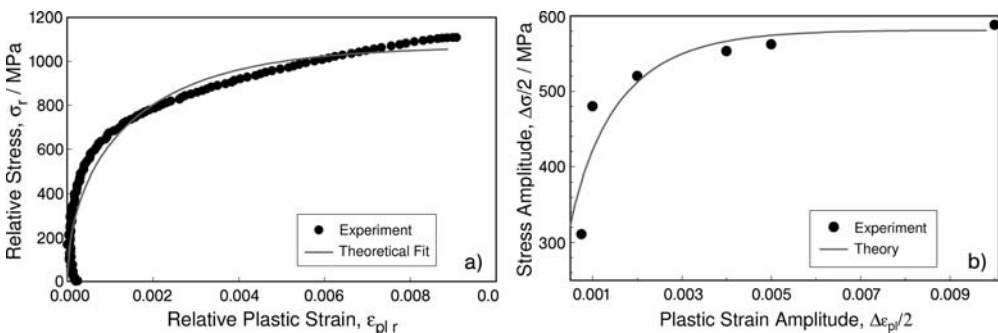 1200
1000
800
600
400
200
0
Relative Stress, σr / MPa
Experiment
Theoretical Fit
a)
0.000
0.002
0.004
0.006
0.008
0.0
Relative Plastic Strain, εpl r
600
500
400
300
Stress Amplitude, Δσ/2 / MPa
Experiment
Theory
b)
0.001
0.003
0.005
0.007
0.009
Plastic Strain Amplitude, Δεpl/2